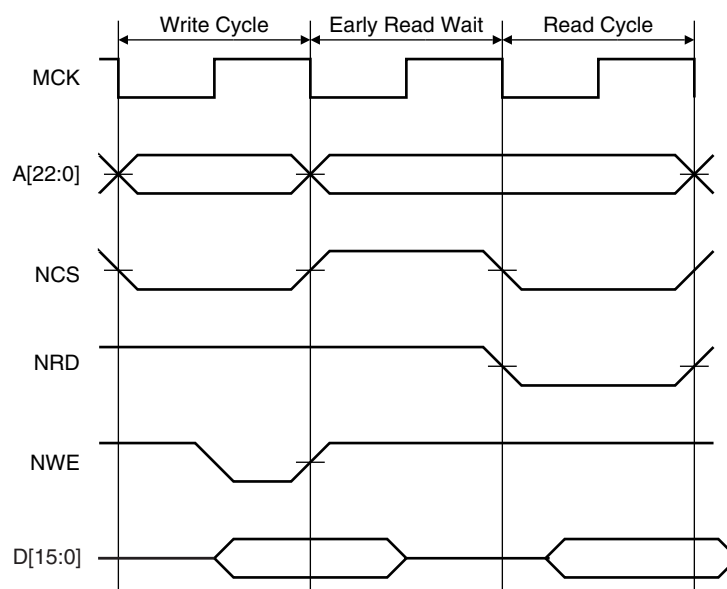 Write Cycle Early Read Wait Read Cycle
MCK
A[22:0]
NCS
NRD
NWE
D[15:0]